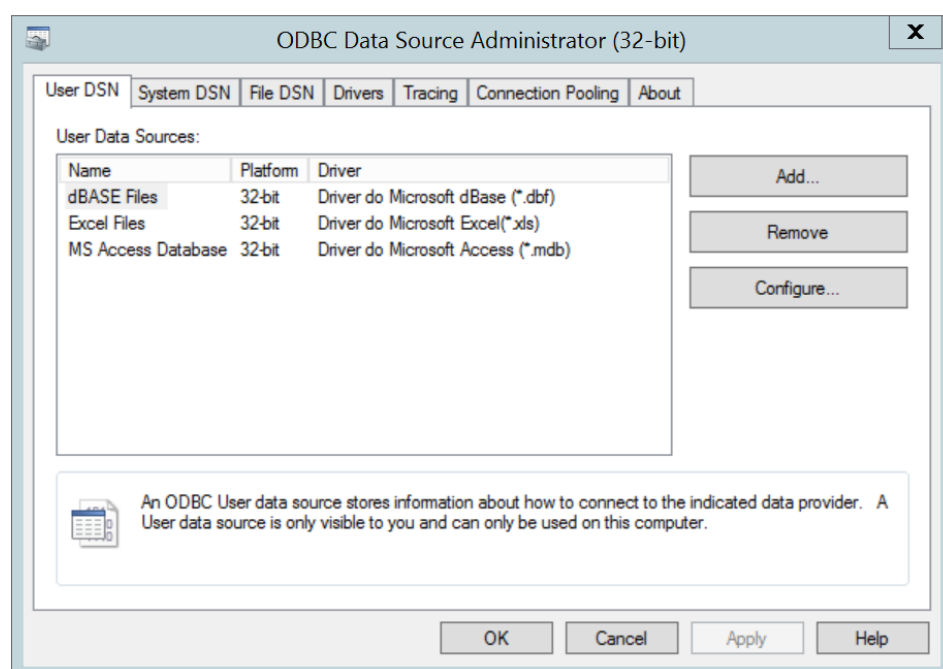 ODBC Data Source Administrator (32-bit)
X
User DSN System DSN File DSN Drivers Tracing Connection Pooling About
User Data Sources:
Name Platform Driver
dBASE Files 32-bit Driver do Microsoft dBase (*.dbf)
Excel Files 32-bit Driver do Microsoft Excel(*.xls)
MS Access Database 32-bit Driver do Microsoft Access (*.mdb)
Add...
Remove
Configure...
An ODBC User data source stores information about how to connect to the indicated data provider. A
User data source is only visible to you and can only be used on this computer.
OK Cancel Apply Help